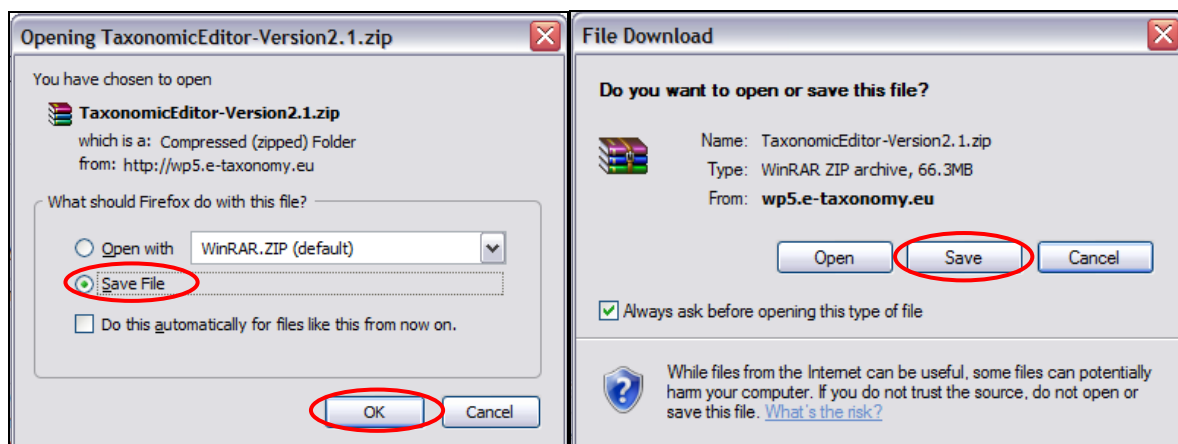 Opening TaxonomicEditor-Version2.1.zip
You have chosen to open
TaxonomicEditor-Version2.1.zip
which is a: Compressed (zipped) Folder
from: http://wp5.e-taxonomy.eu
What should Firefox do with this file?
Open with WinRAR.ZIP (default)
Save File
Do this automatically for files like this from now on.
OK Cancel
File Download
Do you want to open or save this file?
Name: TaxonomicEditor-Version2.1.zip
Type: WinRAR ZIP archive, 66.3MB
From: wp5.e-taxonomy.eu
Open Save Cancel
Always ask before opening this type of file
While files from the Internet can be useful, some files can potentially
harm your computer. If you do not trust the source, do not open or
save this file. What's the risk?